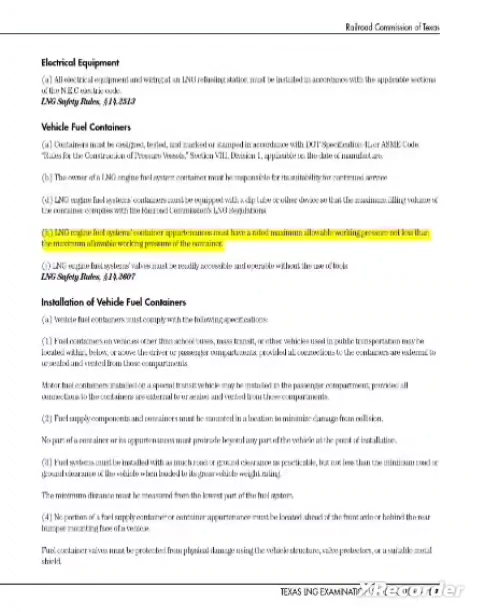 Railroad Commission of Texas
Electrical Equipment
(a) All electrical equipment and wiring at an LNG refueling station must be installed in accordance with the applicable sections
of the N.E.C electric code.
LNG Safety Rules, §14.2513
Vehicle Fuel Containers
(a) Containers must be designed, tested, and marked or stamped in accordance with DOT Specification 4L or ASME Code
"Rules for the Construction of Pressure Vessels," Section VIII, Division 1, applicable on the date of manufacture.
(b) The owner of a LNG engine fuel system container must be responsible for its suitability for continued service.
(d) LNG engine fuel systems' containers must be equipped with a dip tube or other device so that the maximum filling volume of
the container complies with the Railroad Commission's LNG Regulations.
LNG engine fuel systems' container appurtenances must have a rated maximum allowable working pressure not less than
the maximum allowable working pressure of the container.
(i) LNG engine fuel systems' valves must be readily accessible and operable without the use of tools.
LNG Safety Rules, §14.2607
Installation of Vehicle Fuel Containers
(a) Vehicle fuel containers must comply with the following specifications:
(1) Fuel containers on vehicles other than school buses, mass transit, or other vehicles used in public transportation may be
located within, below, or above the driver or passenger compartments, provided all connections to the containers are external to
or sealed and vented from those compartments.
Motor fuel containers installed on a special transit vehicle may be installed in the passenger compartment, provided all
connections to the containers are external to or sealed and vented from those compartments.
(2) Fuel supply components and containers must be mounted in a location to minimize damage from collision.
No part of a container or its appurtenances must protrude beyond any part of the vehicle at the point of installation.
(3) Fuel systems must be installed with as much road or ground clearance as practicable, but not less than the minimum road or
ground clearance of the vehicle when loaded to its gross vehicle weight rating.
The minimum distance must be measured from the lowest part of the fuel system.
(4) No portion of a fuel supply container or container appurtenance must be located ahead of the front axle or behind the rear
bumper mounting face of a vehicle.
Fuel container valves must be protected from physical damage using the vehicle structure, valve protectors, or a suitable metal
shield.
TEXAS LNG EXAMINATION
XRecorder